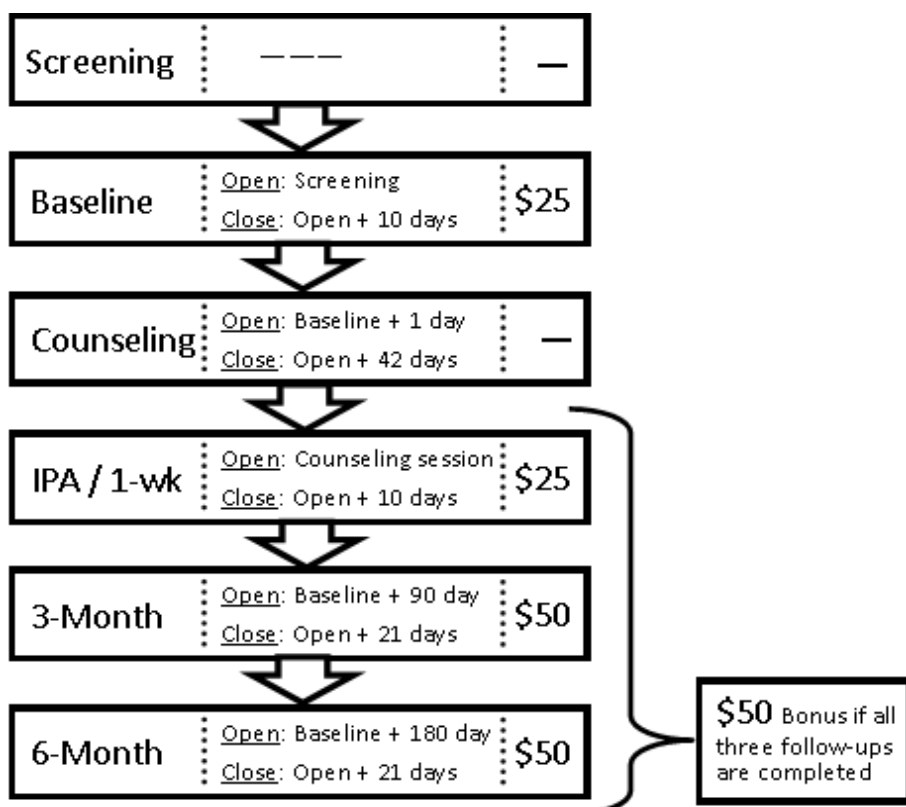 Screening
— — —
—
Baseline
Open: Screening
Close: Open + 10 days
$25
Counseling
Open: Baseline + 1 day
Close: Open + 42 days
—
IPA / 1-wk
Open: Counseling session
Close: Open + 10 days
$25
3-Month
Open: Baseline + 90 day
Close: Open + 21 days
$50
6-Month
Open: Baseline + 180 day
Close: Open + 21 days
$50
$50 Bonus if all
three follow-ups
are completed